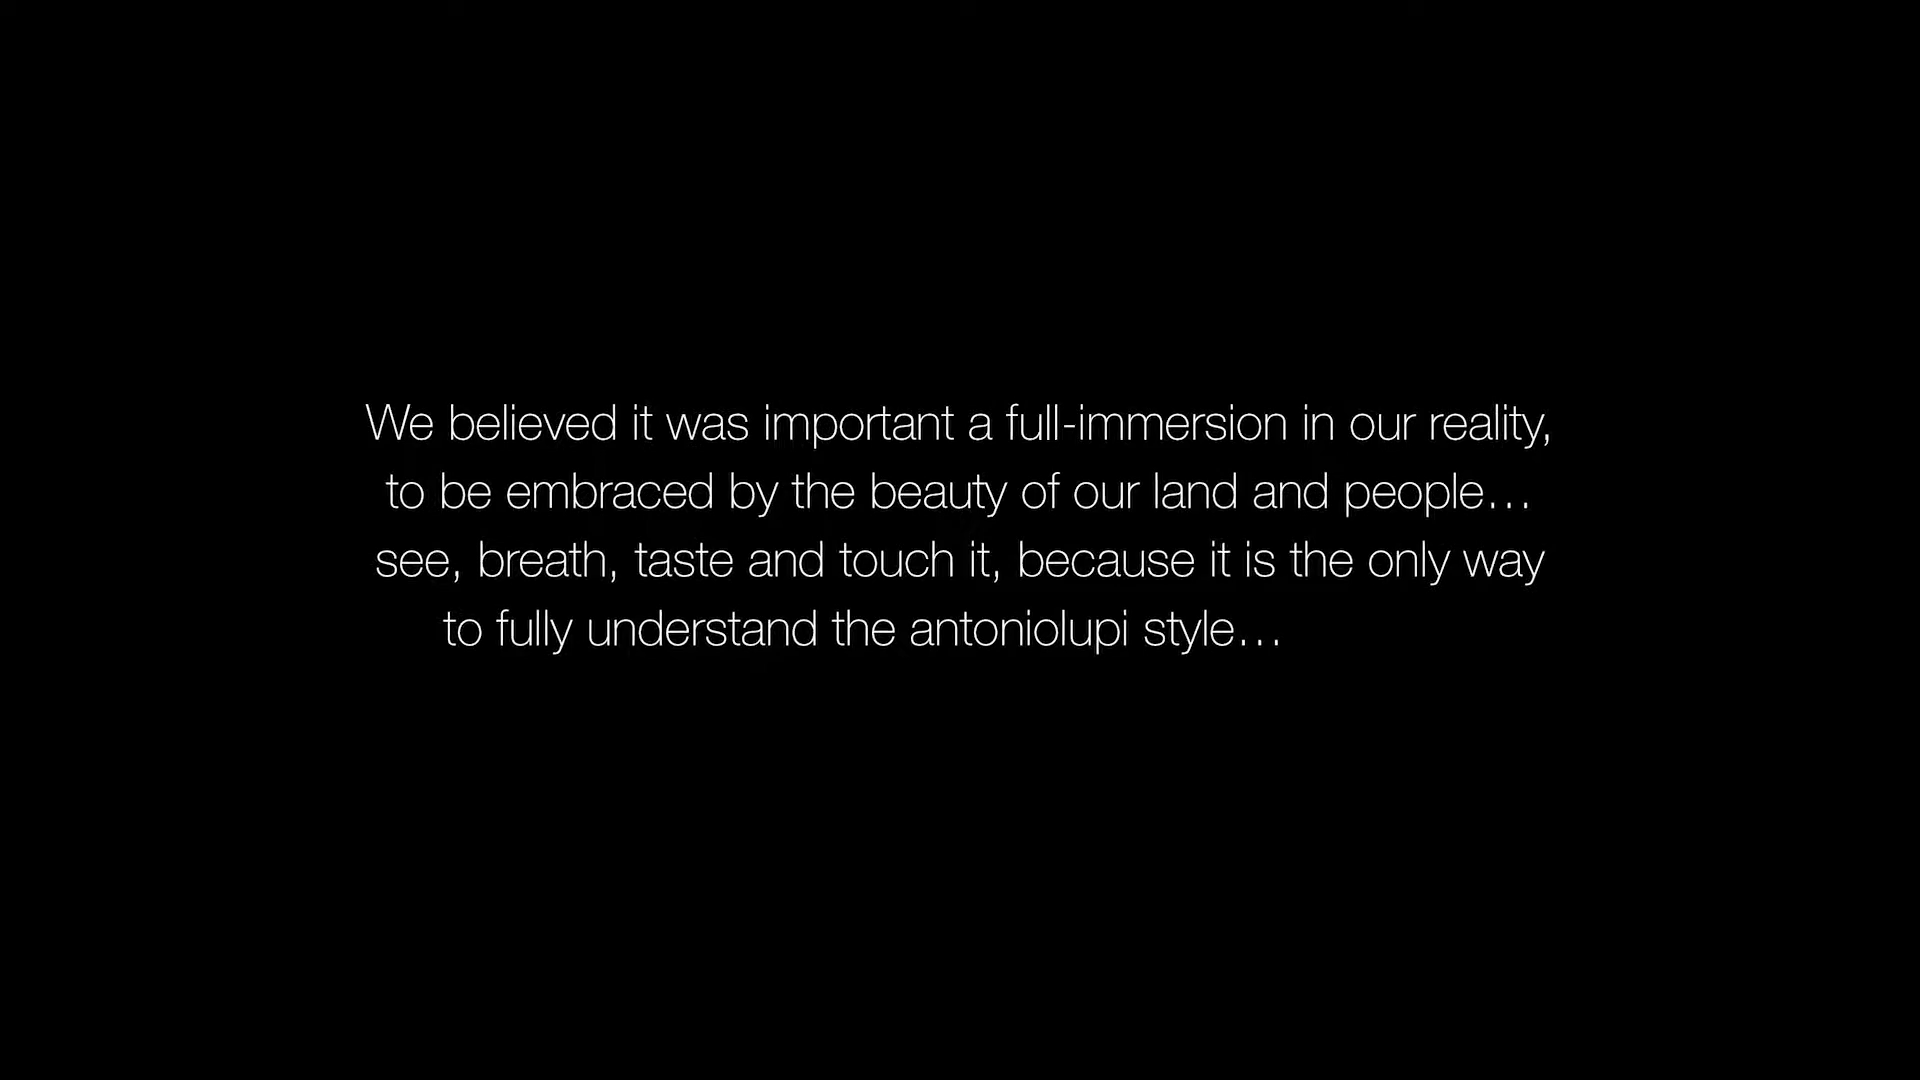 We believed it was important a full-immersion in our reality,
to be embraced by the beauty of our land and people…
see, breath, taste and touch it, because it is the only way
to fully understand the antoniolupi style…